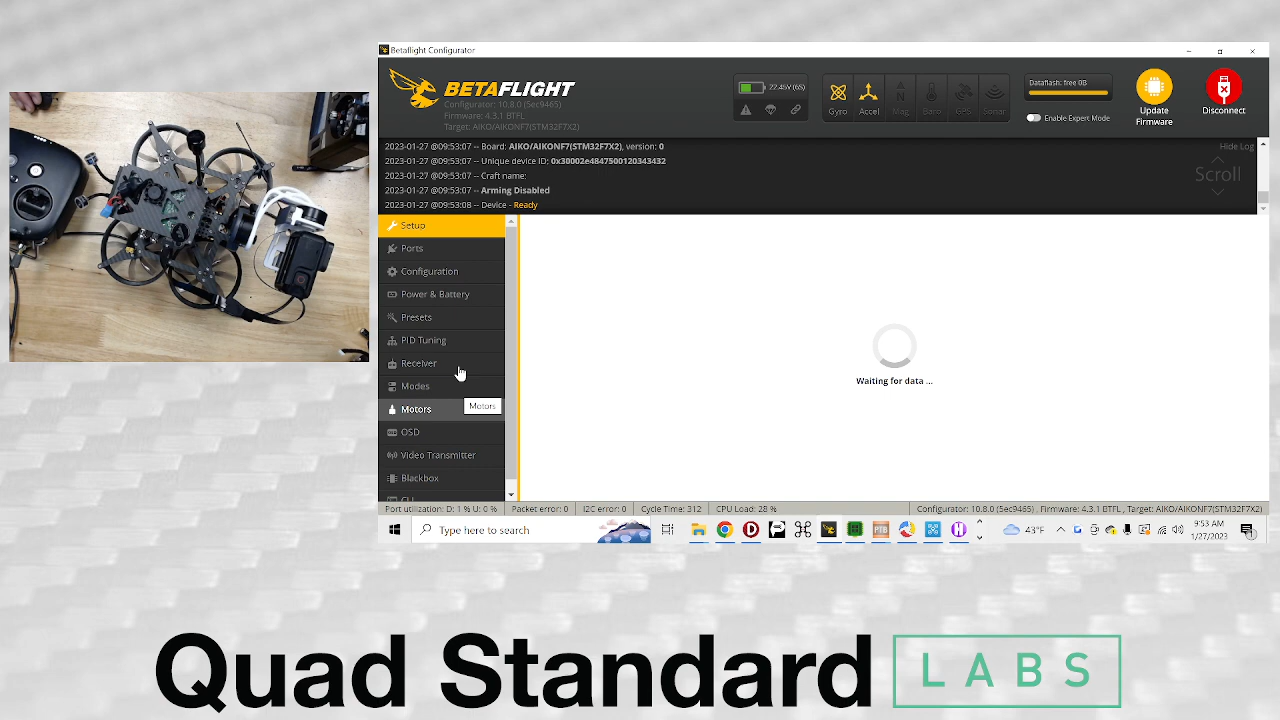 Betaflight Configurator
BETAFLIGHT
Configurator: 10.8.0 (5ec9465)
Firmware: 4.3.1 BTFL
Target: AIKO/AIKONF7(STM32F7X2)
22.45V (6S)
Gyro
Accel
Mag
Baro
GPS
Sonar
Dataflash: free 0B
Enable Expert Mode
Update
Firmware
Disconnect
2023-01-27 @09:53:07 -- Board: AIKO/AIKONF7(STM32F7X2), version: 0
2023-01-27 @09:53:07 -- Unique device ID: 0x30002e4847500120343432
2023-01-27 @09:53:07 -- Craft name:
2023-01-27 @09:53:07 -- Arming Disabled
2023-01-27 @09:53:08 -- Device - Ready
Hide Log
Scroll
Setup
Ports
Configuration
Power & Battery
Presets
PID Tuning
Receiver
Modes
Motors
Motors
OSD
Video Transmitter
Blackbox
CLI
Waiting for data ...
Port utilization: D: 1 % U: 0 %
Packet error: 0
I2C error: 0
Cycle Time: 312
CPU Load: 28 %
Configurator: 10.8.0 (5ec9465) , Firmware: 4.3.1 BTFL , Target: AIKO/AIKONF7(STM32F7X2)
Type here to search
43°F
9:53 AM
1/27/2023
Quad Standard
LABS